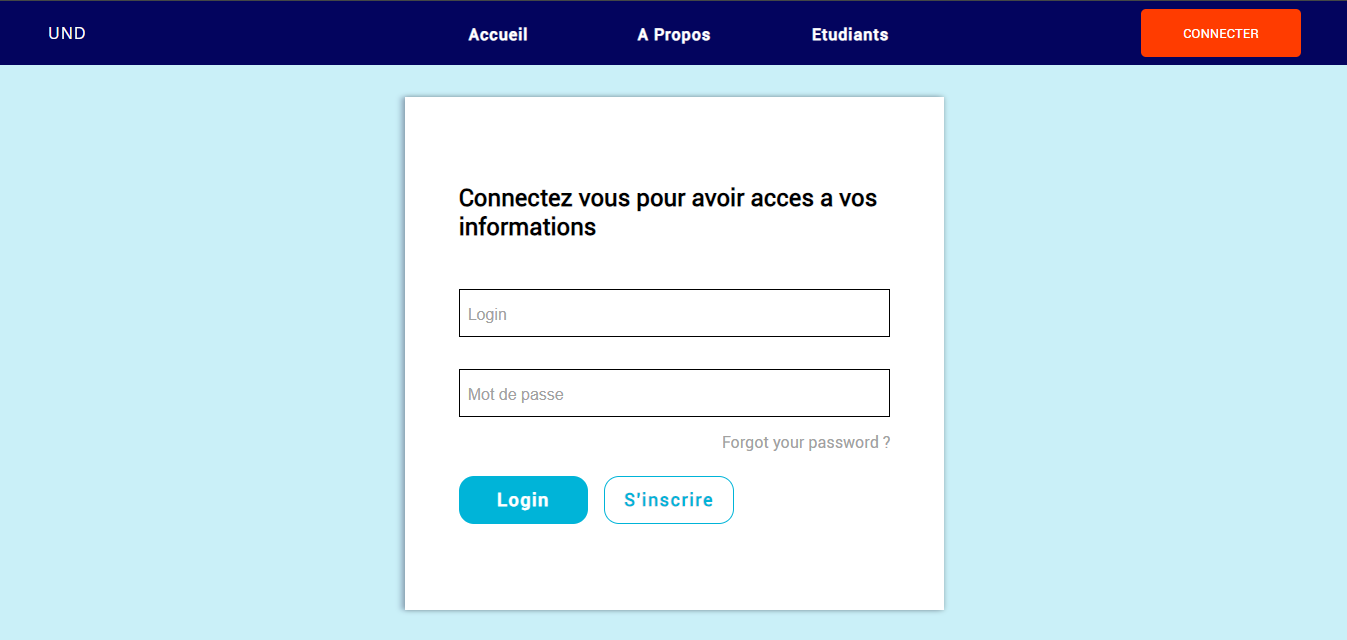 UND
Accueil
A Propos
Etudiants
CONNECTER
Connectez vous pour avoir acces a vos
informations
Login
Mot de passe
Forgot your password ?
Login
S'inscrire